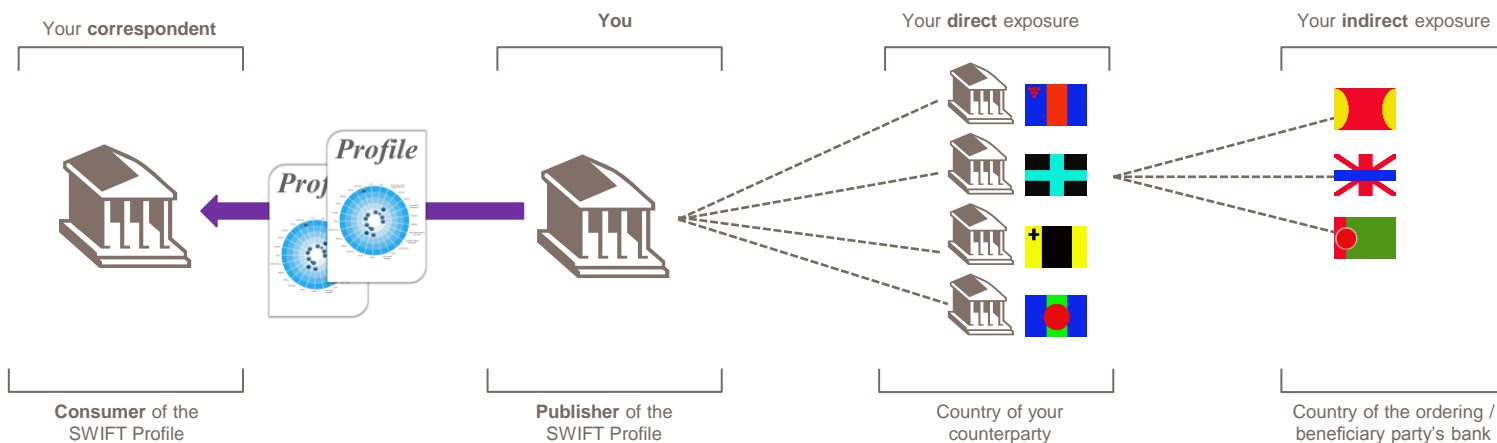 Your correspondent
You
Your direct exposure
Your indirect exposure
Profile
Prof
Consumer of the
SWIFT Profile
Publisher of the
SWIFT Profile
Country of your
counterparty
Country of the ordering /
beneficiary party's bank